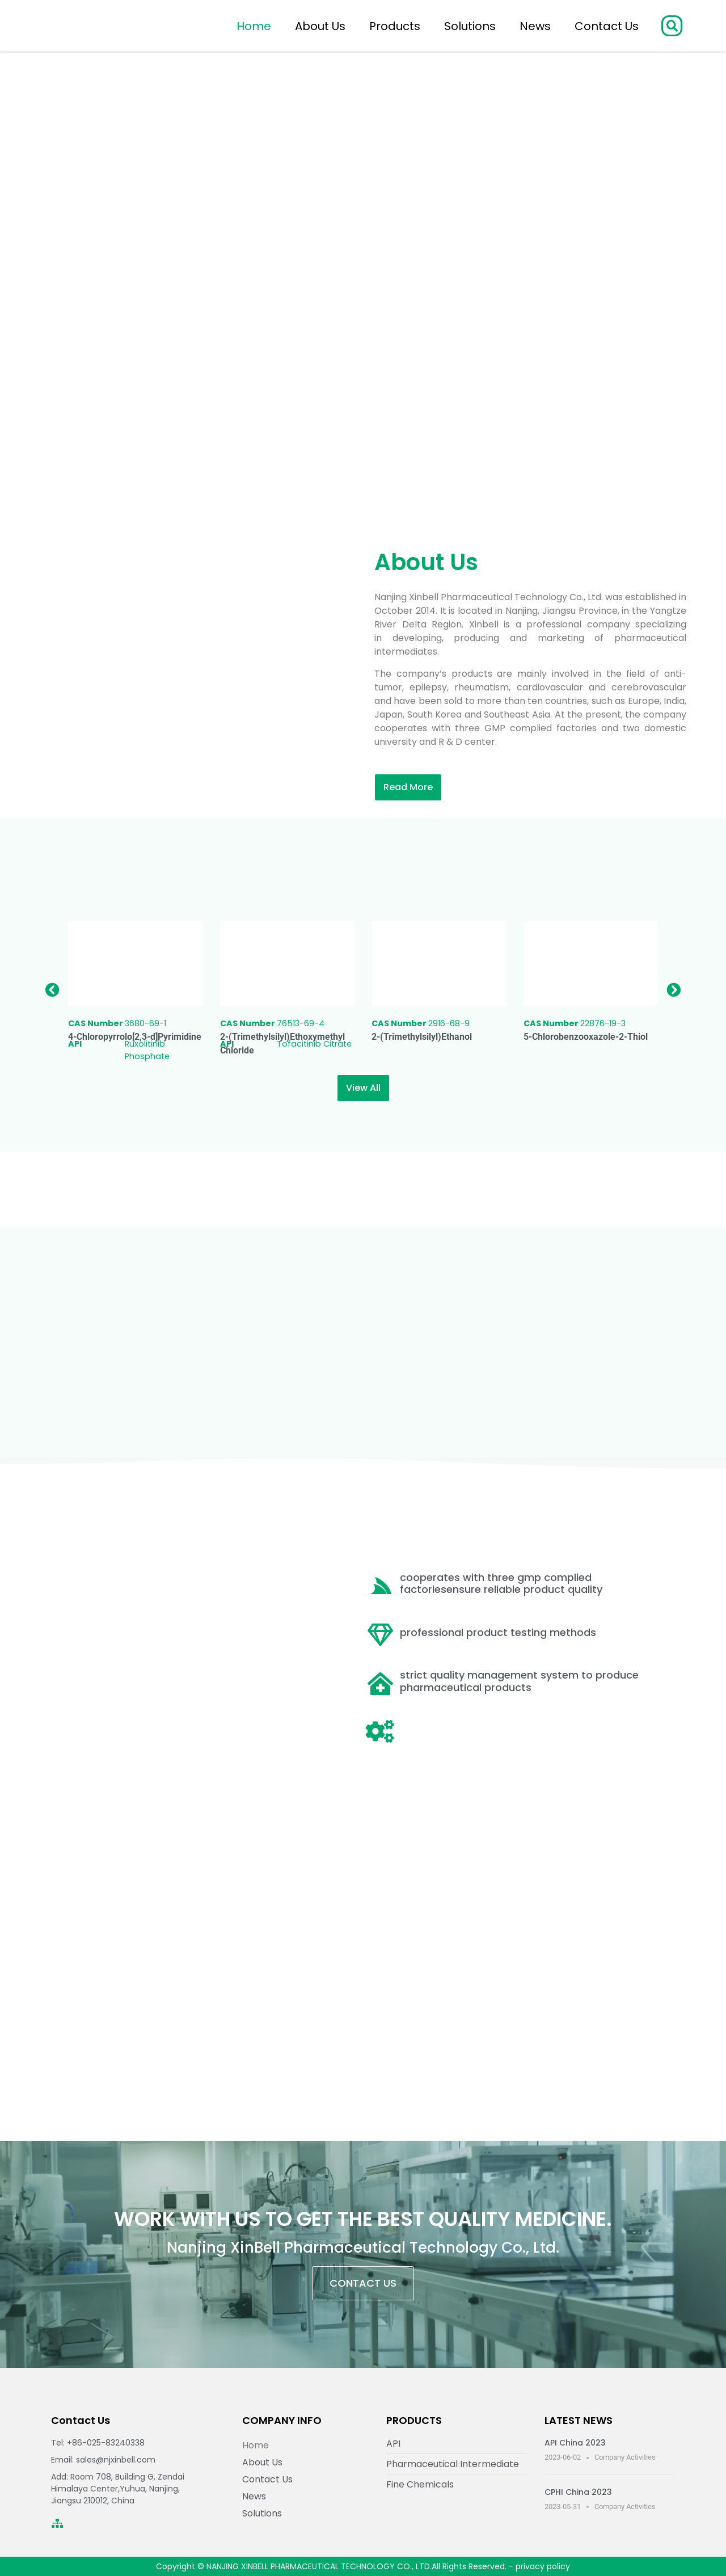 Home About Us Products Solutions News Contact Us
About Us
Nanjing Xinbell Pharmaceutical Technology Co., Ltd. was established in
October 2014. It is located in Nanjing, Jiangsu Province, in the Yangtze
River Delta Region. Xinbell is a professional company specializing
in developing, producing and marketing of pharmaceutical
intermediates.
The company's products are mainly involved in the field of anti-
tumor, epilepsy, rheumatism, cardiovascular and cerebrovascular
and have been sold to more than ten countries, such as Europe, India,
Japan, South Korea and Southeast Asia. At the present, the company
cooperates with three GMP complied factories and two domestic
university and R & D center.
Read More
CAS Number 3680-69-1
4-Chloropyrrolo[2,3-d]Pyrimidine
API Ruxolitinib
Phosphate
CAS Number 76513-69-4
2-(Trimethylsilyl)Ethoxymethyl
Chloride
API Tofacitinib Citrate
CAS Number 2916-68-9
2-(Trimethylsilyl)Ethanol
CAS Number 22876-19-3
5-Chlorobenzooxazole-2-Thiol
View All
cooperates with three gmp complied
factoriesensure reliable product quality
professional product testing methods
strict quality management system to produce
pharmaceutical products
WORK WITH US TO GET THE BEST QUALITY MEDICINE.
Nanjing XinBell Pharmaceutical Technology Co., Ltd.
CONTACT US
Contact Us
Tel: +86-025-83240338
Email: sales@njxinbell.com
Add: Room 708, Building G, Zendai
Himalaya Center,Yuhua, Nanjing,
Jiangsu 210012, China
COMPANY INFO
Home
About Us
Contact Us
News
Solutions
PRODUCTS
API
Pharmaceutical Intermediate
Fine Chemicals
LATEST NEWS
API China 2023
2023-06-02 • Company Activities
CPHI China 2023
2023-05-31 • Company Activities
Copyright © NANJING XINBELL PHARMACEUTICAL TECHNOLOGY CO., LTD.All Rights Reserved. - privacy policy